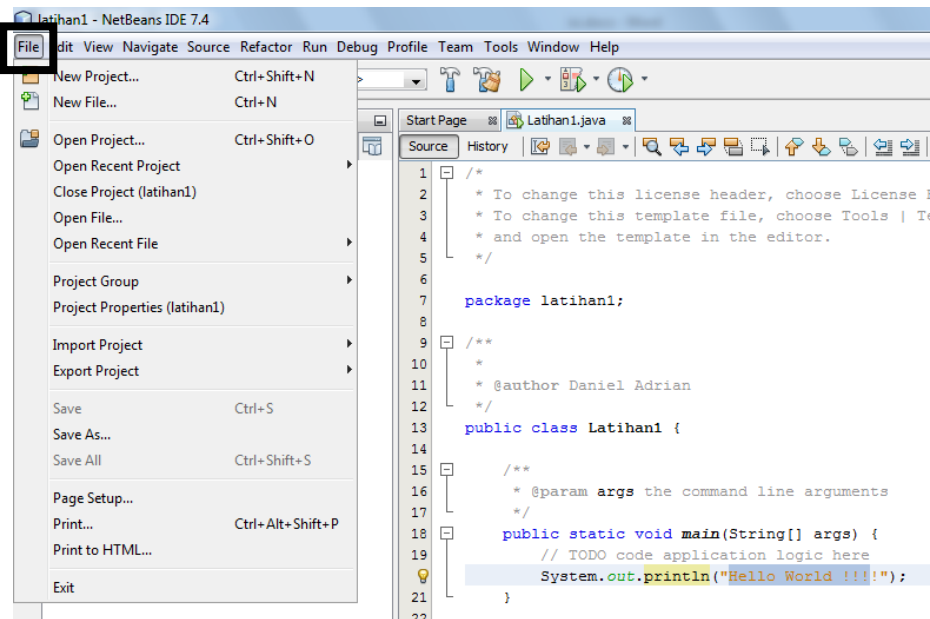 latihan1 - NetBeans IDE 7.4
File Edit View Navigate Source Refactor Run Debug Profile Team Tools Window Help
New Project... Ctrl+Shift+N
New File... Ctrl+N
Open Project... Ctrl+Shift+O
Open Recent Project
Close Project (latihan1)
Open File...
Open Recent File
Project Group
Project Properties (latihan1)
Import Project
Export Project
Save Ctrl+S
Save As...
Save All Ctrl+Shift+S
Page Setup...
Print... Ctrl+Alt+Shift+P
Print to HTML...
Exit
Start Page Latihan1.java
Source History
1 /*
2 * To change this license header, choose License
3 * To change this template file, choose Tools |
4 * and open the template in the editor.
5 */
6
7 package latihan1;
8
9 /**
10 *
11 * @author Daniel Adrian
12 */
13 public class Latihan1 {
14
15 /**
16 * @param args the command line arguments
17 */
18 public static void main(String[] args) {
19 // TODO code application logic here
System.out.println("Hello World !!!!");
21 }
22